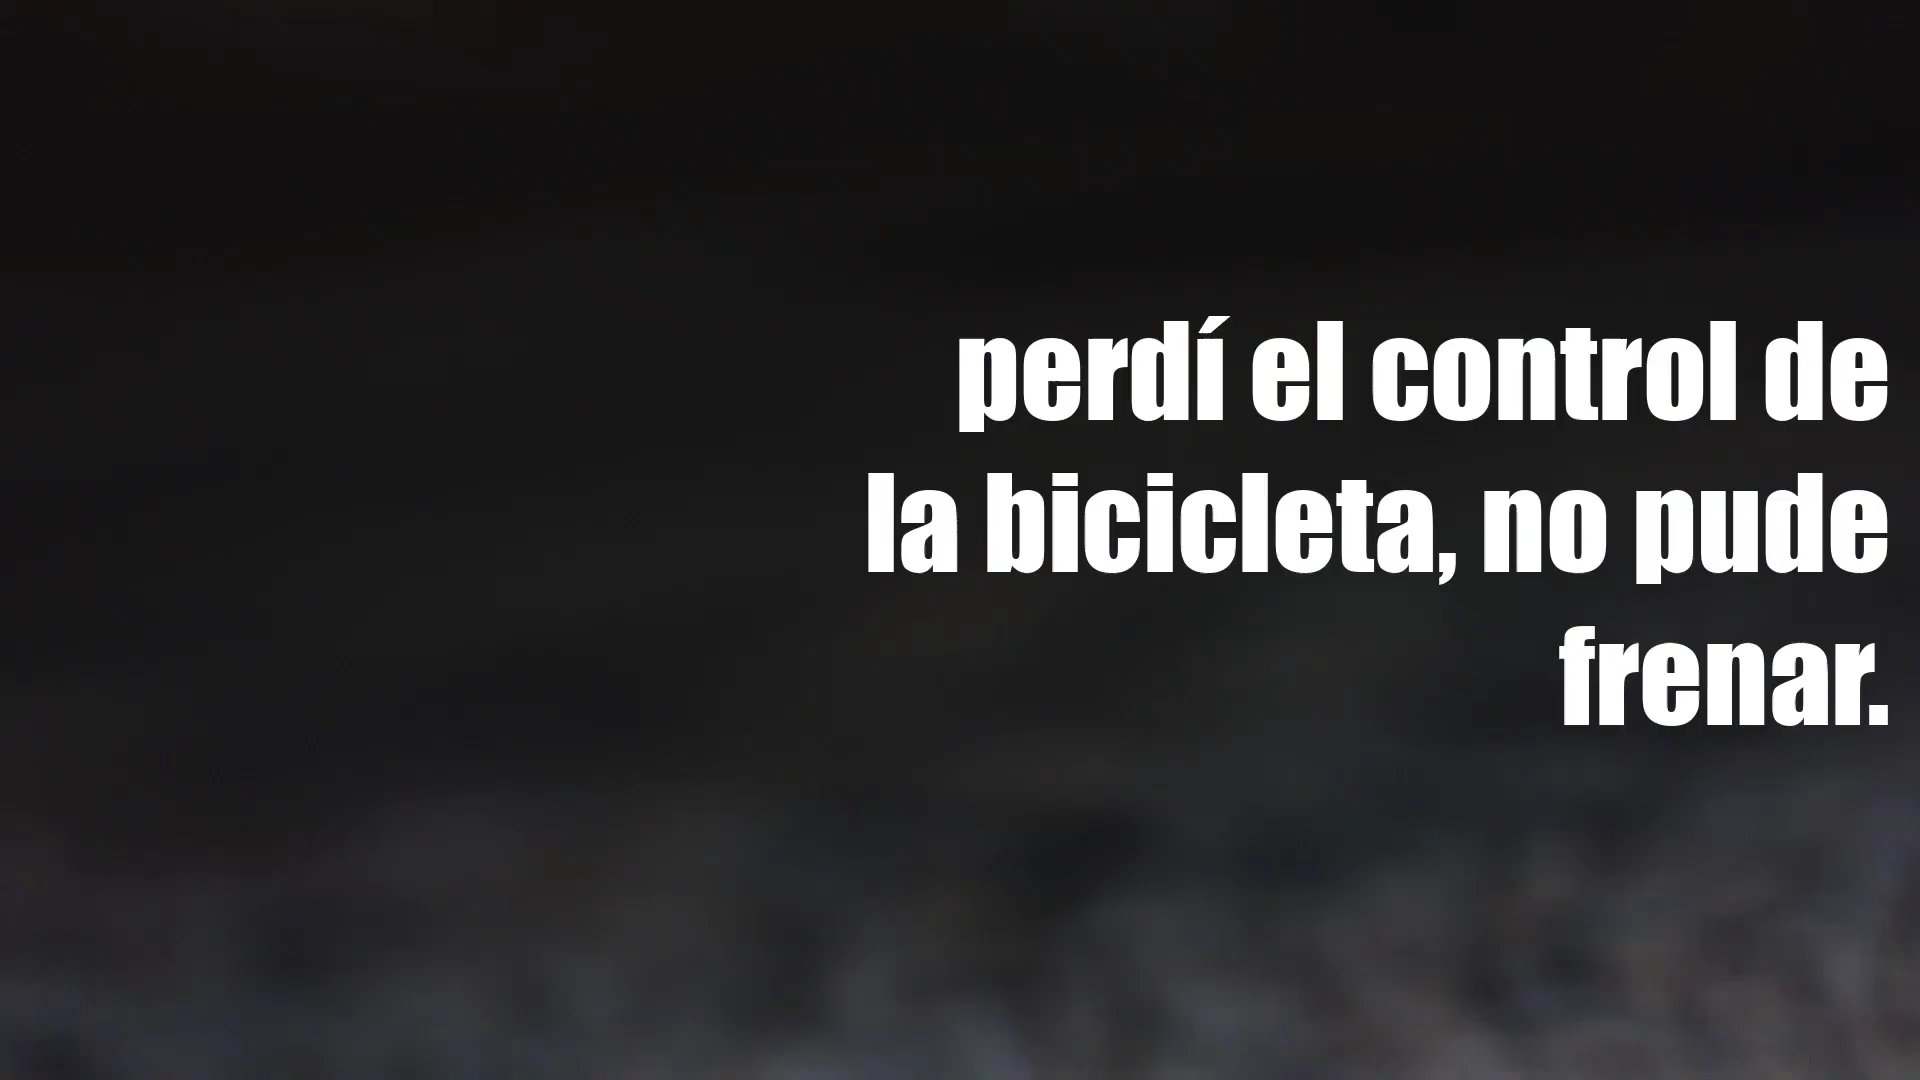 perdí el control de
la bicicleta, no pude
frenar.